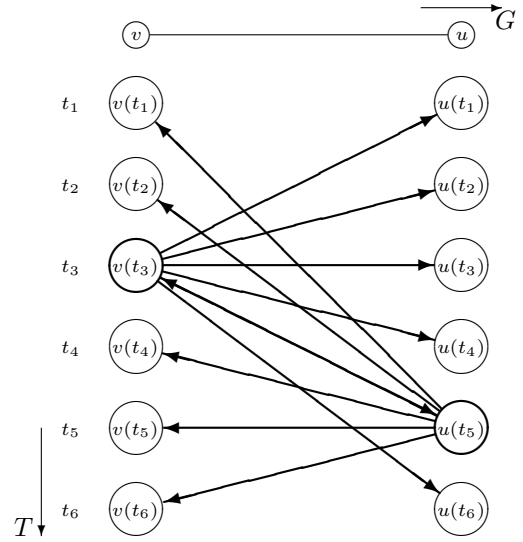 v u G
t₁ v(t₁) u(t₁)
t₂ v(t₂) u(t₂)
t₃ v(t₃) u(t₃)
t₄ v(t₄) u(t₄)
t₅ v(t₅) u(t₅)
T t₆ v(t₆) u(t₆)